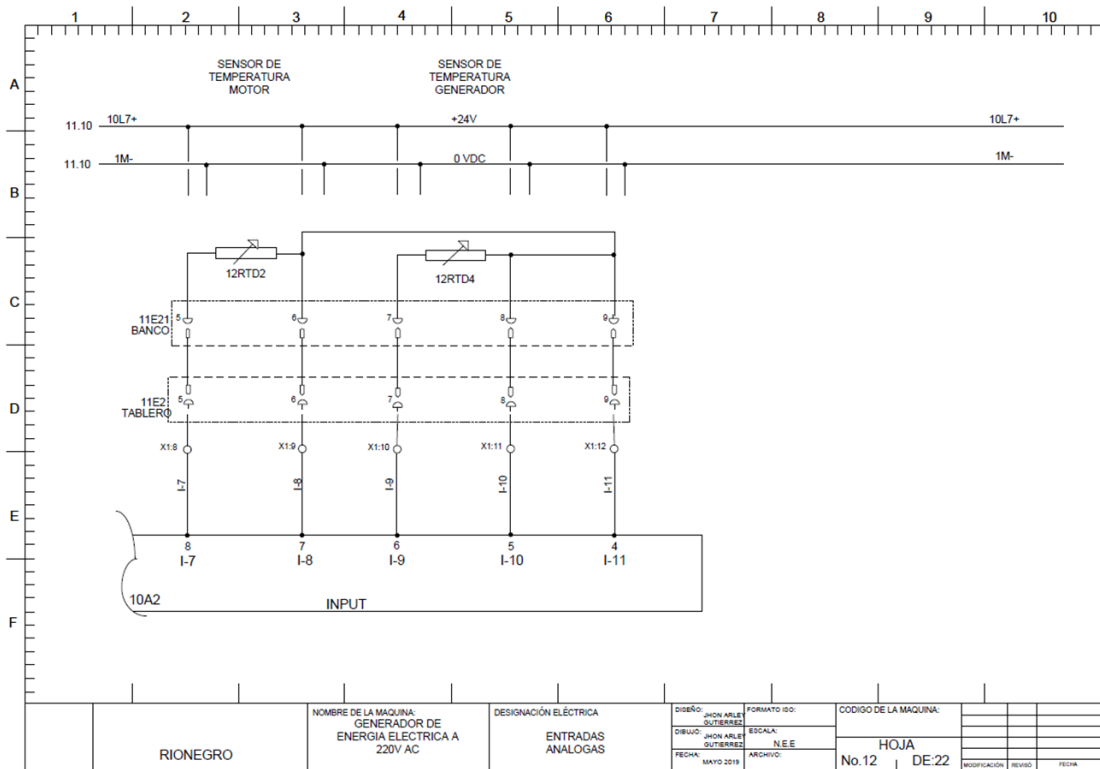 1 2 3 4 5 6 7 8 9 10
A
SENSOR DE
TEMPERATURA
MOTOR
SENSOR DE
TEMPERATURA
GENERADOR
11.10 10L7+ +24V 10L7+
11.10 1M- 0 VDC 1M-
B
12RTD2 12RTD4
C
11E21
BANCO
5 6 7 8 9
D
11E2
TABLERO
5 6 7 8 9
X1:8 X1:9 X1:10 X1:11 X1:12
I-7 I-8 I-9 I-10 I-11
E
8 7 6 5 4
I-7 I-8 I-9 I-10 I-11
10A2 INPUT
F
RIONEGRO
NOMBRE DE LA MAQUINA:
GENERADOR DE
ENERGIA ELECTRICA A
220V AC
DESIGNACIÓN ELÉCTRICA
ENTRADAS
ANALOGAS
DISEÑO: JHON ARLEY
GUTIERREZ
DIBUJO: JHON ARLEY
GUTIERREZ
FECHA: MAYO 2019
FORMATO ISO:
ESCALA:
N.E.E
ARCHIVO:
CODIGO DE LA MAQUINA:
HOJA
No.12 DE:22
MODIFICACIÓN REVISÓ FECHA